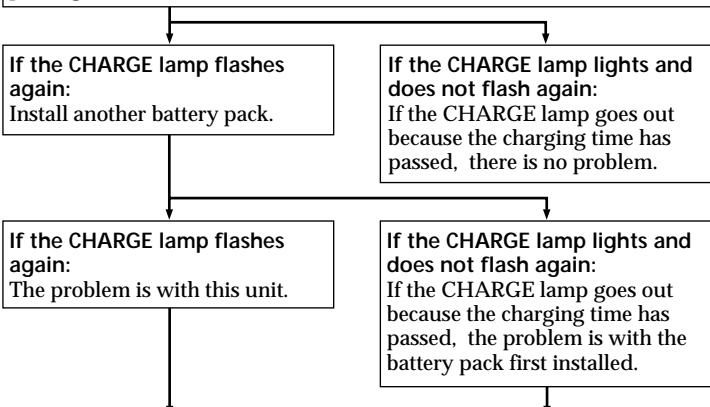 If the CHARGE lamp flashes
again:
Install another battery pack.
If the CHARGE lamp lights and
does not flash again:
If the CHARGE lamp goes out
because the charging time has
passed, there is no problem.
If the CHARGE lamp flashes
again:
The problem is with this unit.
If the CHARGE lamp lights and
does not flash again:
If the CHARGE lamp goes out
because the charging time has
passed, the problem is with the
battery pack first installed.